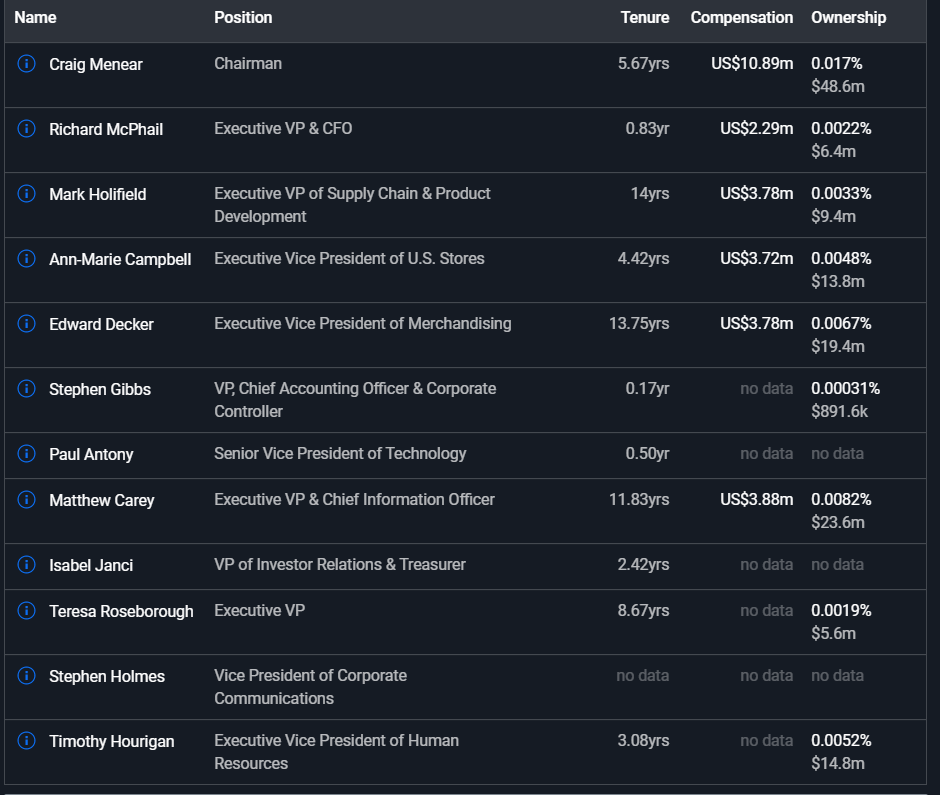 Name Position Tenure Compensation Ownership
Craig Menear Chairman 5.67yrs US$10.89m 0.017%
$48.6m
Richard McPhail Executive VP & CFO 0.83yr US$2.29m 0.0022%
$6.4m
Mark Holifield Executive VP of Supply Chain & Product 14yrs US$3.78m 0.0033%
Development $9.4m
Ann-Marie Campbell Executive Vice President of U.S. Stores 4.42yrs US$3.72m 0.0048%
$13.8m
Edward Decker Executive Vice President of Merchandising 13.75yrs US$3.78m 0.0067%
$19.4m
Stephen Gibbs VP, Chief Accounting Officer & Corporate 0.17yr no data 0.00031%
Controller $891.6k
Paul Antony Senior Vice President of Technology 0.50yr no data no data
Matthew Carey Executive VP & Chief Information Officer 11.83yrs US$3.88m 0.0082%
$23.6m
Isabel Janci VP of Investor Relations & Treasurer 2.42yrs no data no data
Teresa Roseborough Executive VP 8.67yrs no data 0.0019%
$5.6m
Stephen Holmes Vice President of Corporate no data no data no data
Communications
Timothy Hourigan Executive Vice President of Human 3.08yrs no data 0.0052%
Resources $14.8m